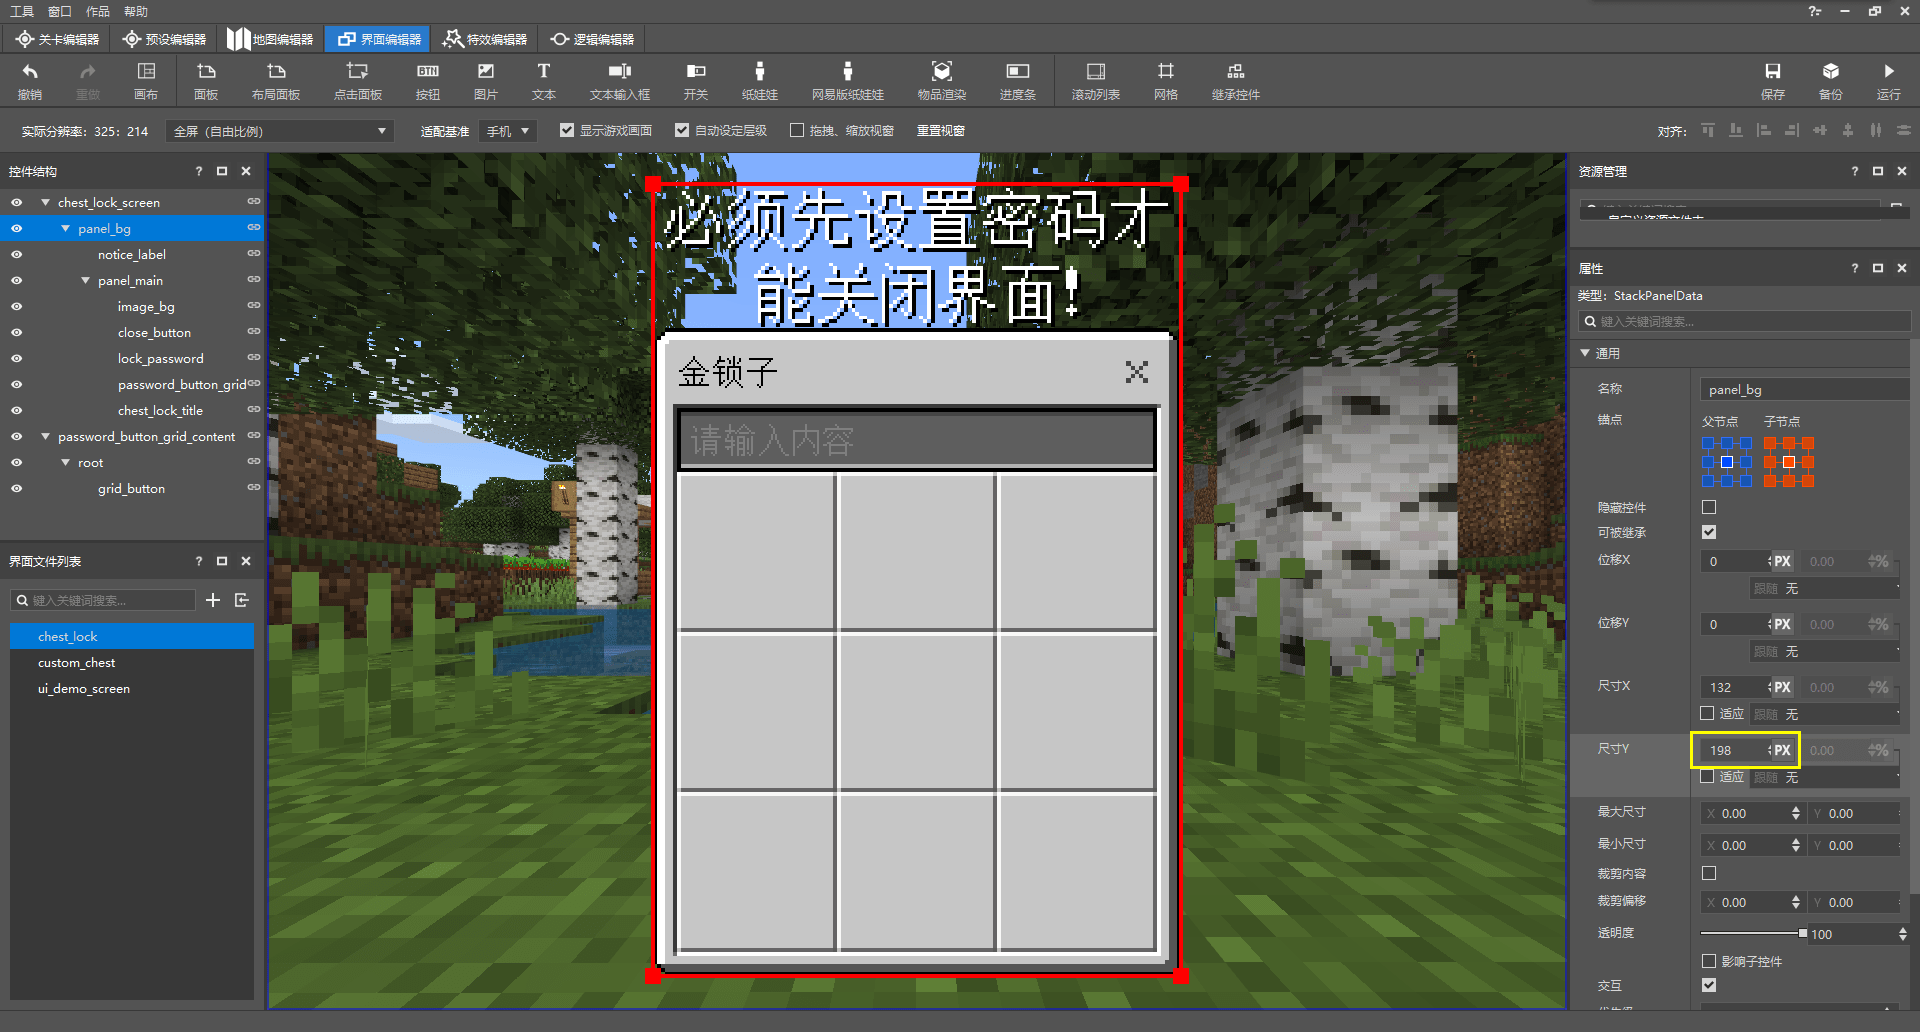 工具 窗口 作品 帮助
关卡编辑器 预设编辑器 地图编辑器 界面编辑器 特效编辑器 逻辑编辑器
撤销 重做 画布 面板 布局面板 点击面板 按钮 图片 文本 文本输入框 开关 纸娃娃 网易版纸娃娃 物品渲染 进度条 滚动列表 网格 继承控件 保存 备份 运行
实际分辨率：325：214 全屏（自由比例） 适配基准 手机 显示游戏画面 自动设定层级 拖拽、缩放视窗 重置视窗 对齐：
控件结构
chest_lock_screen
panel_bg
notice_label
panel_main
image_bg
close_button
lock_password
password_button_grid
chest_lock_title
password_button_grid_content
root
grid_button
界面文件列表
键入关键词搜索...
chest_lock
custom_chest
ui_demo_screen
必须先设置密码才
能关闭界面！
金锁子
请输入内容
资源管理
属性
类型：StackPanelData
键入关键词搜索...
通用
名称 panel_bg
锚点 父节点 子节点
隐藏控件
可被继承
位移X 0 PX 0.00 %
跟随 无
位移Y 0 PX 0.00 %
跟随 无
尺寸X 132 PX 0.00 %
适应 跟随 无
尺寸Y 198 PX 0.00 %
适应 跟随 无
最大尺寸 X 0.00 Y 0.00
最小尺寸 X 0.00 Y 0.00
裁剪内容
裁剪偏移 X 0.00 Y 0.00
透明度 100
影响子控件
交互